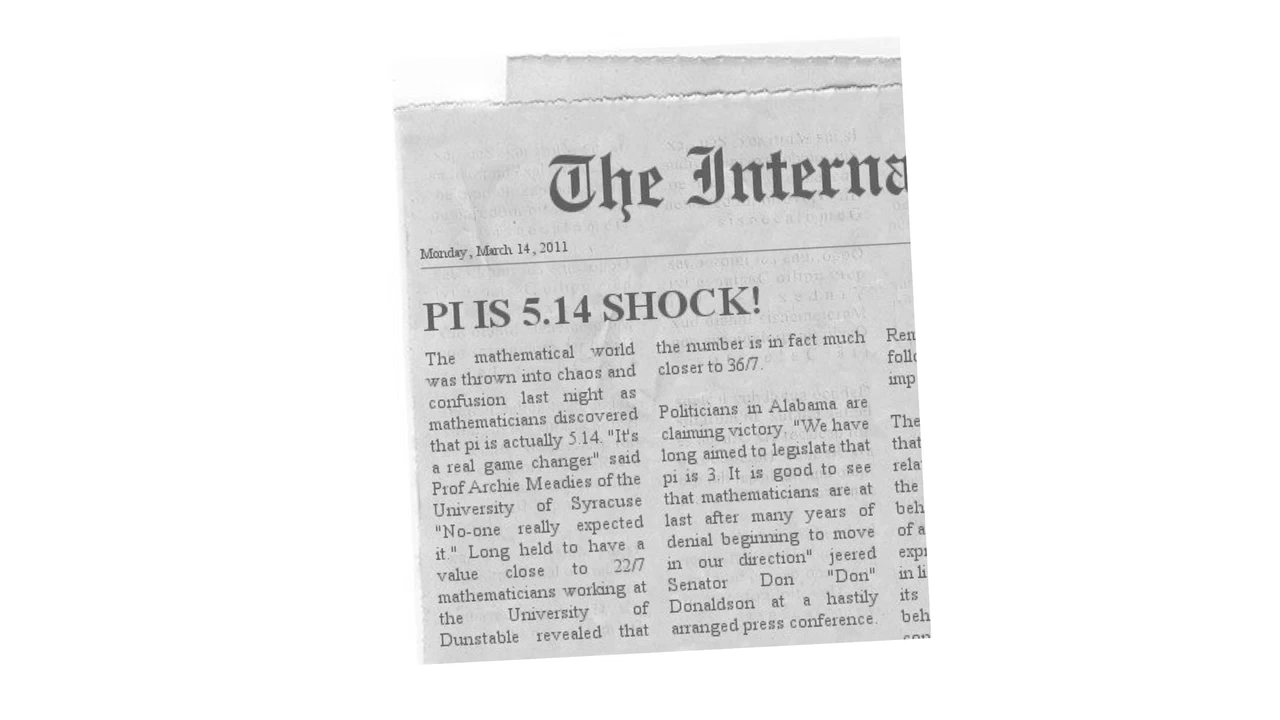 The Interna
Monday, March 14, 2011
PI IS 5.14 SHOCK!
The mathematical world
was thrown into chaos and
confusion last night as
mathematicians discovered
that pi is actually 5.14. "It's
a real game changer" said
Prof Archie Meadies of the
University of Syracuse
"No-one really expected
it." Long held to have a
value close to 22/7
mathematicians working at
the University of
Dunstable revealed that
the number is in fact much
closer to 36/7.
Politicians in Alabama are
claiming victory. "We have
long aimed to legislate that
pi is 3. It is good to see
that mathematicians are at
last after many years of
denial beginning to move
in our direction" jeered
Senator Don "Don"
Donaldson at a hastily
arranged press conference.
Rem
follo
imp
The
that
rela
the
beh
of a
expr
in li
its
beh